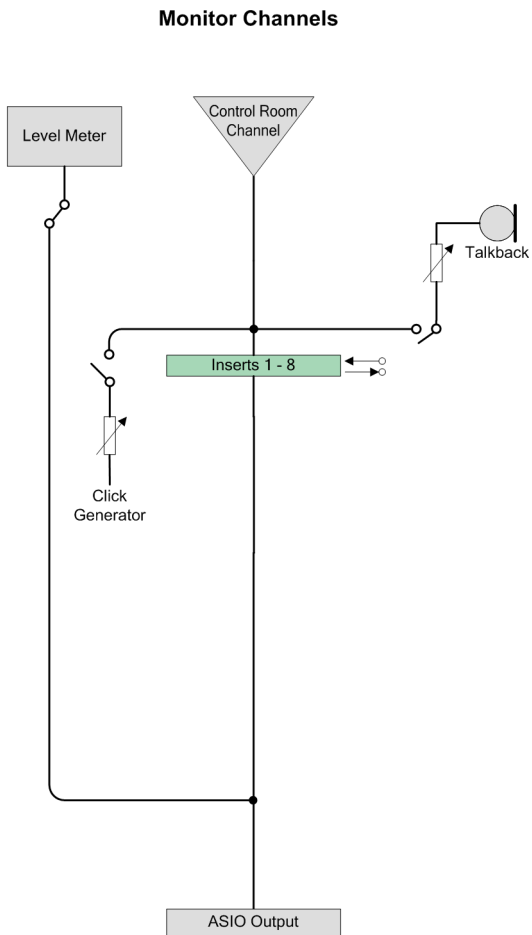 Monitor Channels
Control Room
Channel
Level Meter
Talkback
Inserts 1 - 8
Click
Generator
ASIO Output